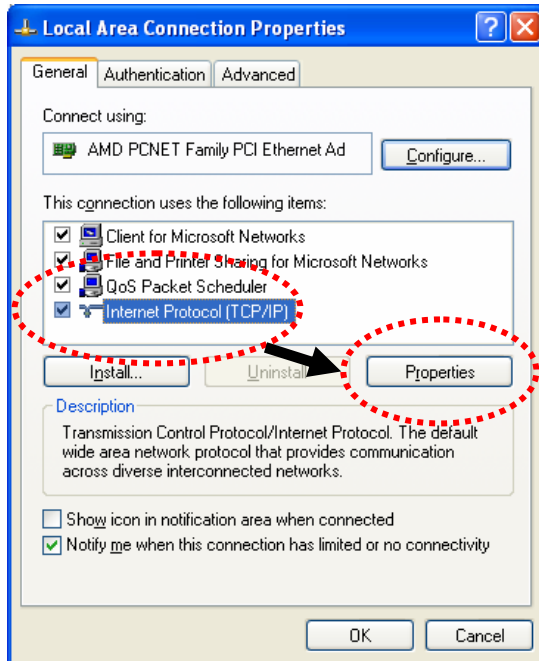 Local Area Connection Properties
General Authentication Advanced
Connect using:
AMD PCNET Family PCI Ethernet Ad Configure...
This connection uses the following items:
Client for Microsoft Networks
File and Printer Sharing for Microsoft Networks
QoS Packet Scheduler
Internet Protocol (TCP/IP)
Install... Uninstall Properties
Description
Transmission Control Protocol/Internet Protocol. The default
wide area network protocol that provides communication
across diverse interconnected networks.
Show icon in notification area when connected
Notify me when this connection has limited or no connectivity
OK Cancel